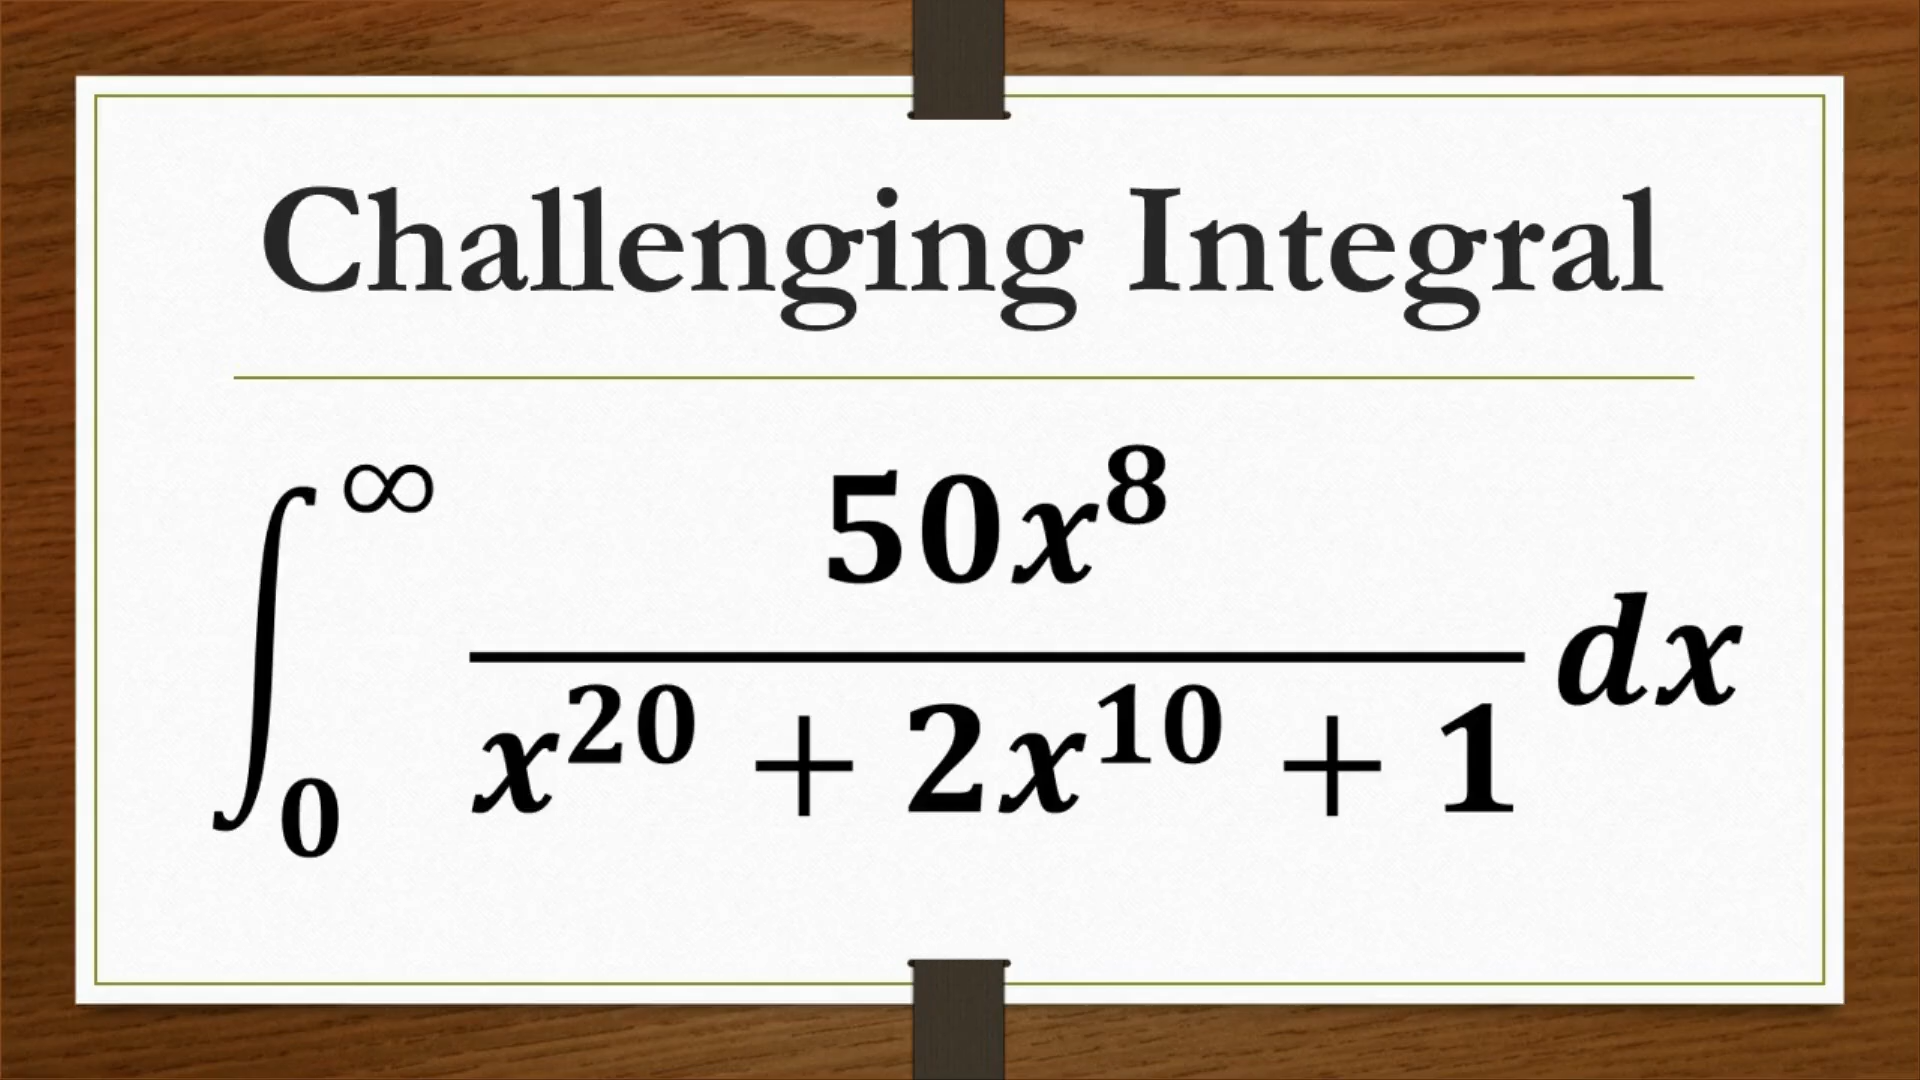 Challenging Integral
∫₀^∞ 50x⁸ / (x²⁰ + 2x¹⁰ + 1) dx